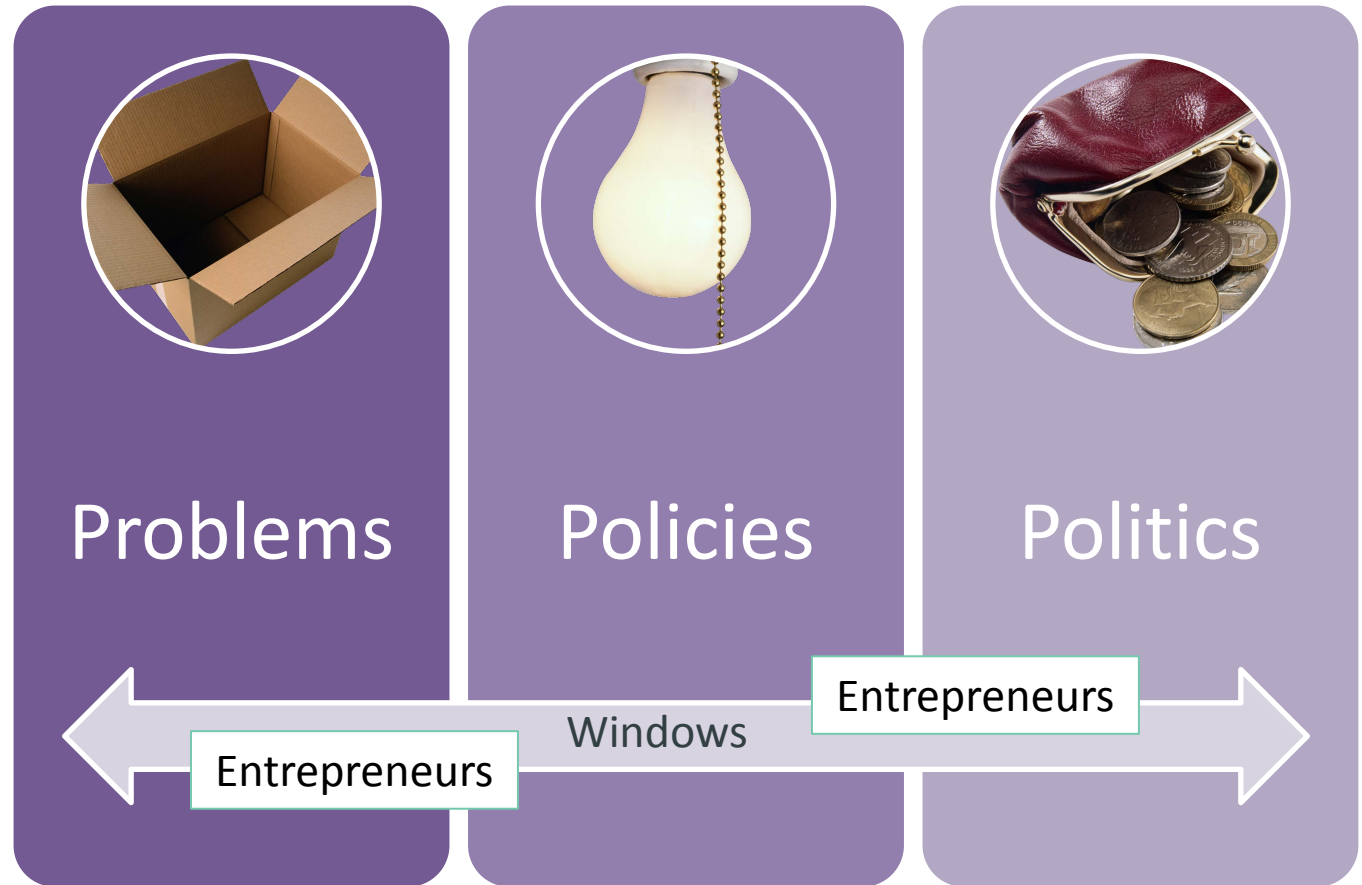 Problems
Policies
Politics
Entrepreneurs
Windows
Entrepreneurs